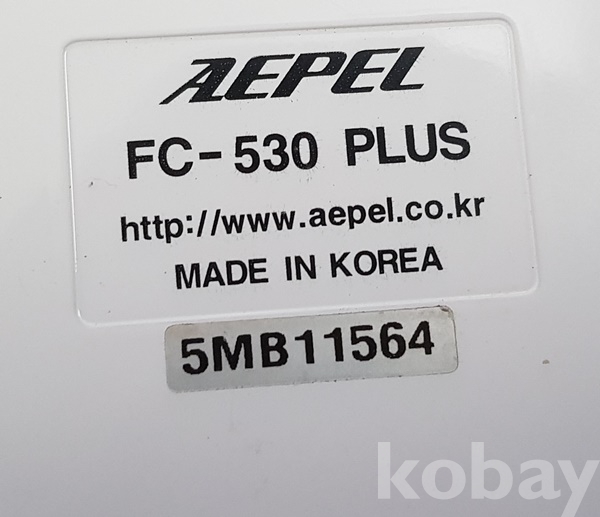 AEPEL
FC-530 PLUS
http://www.aepel.co.kr
MADE IN KOREA
5MB11564
kobay